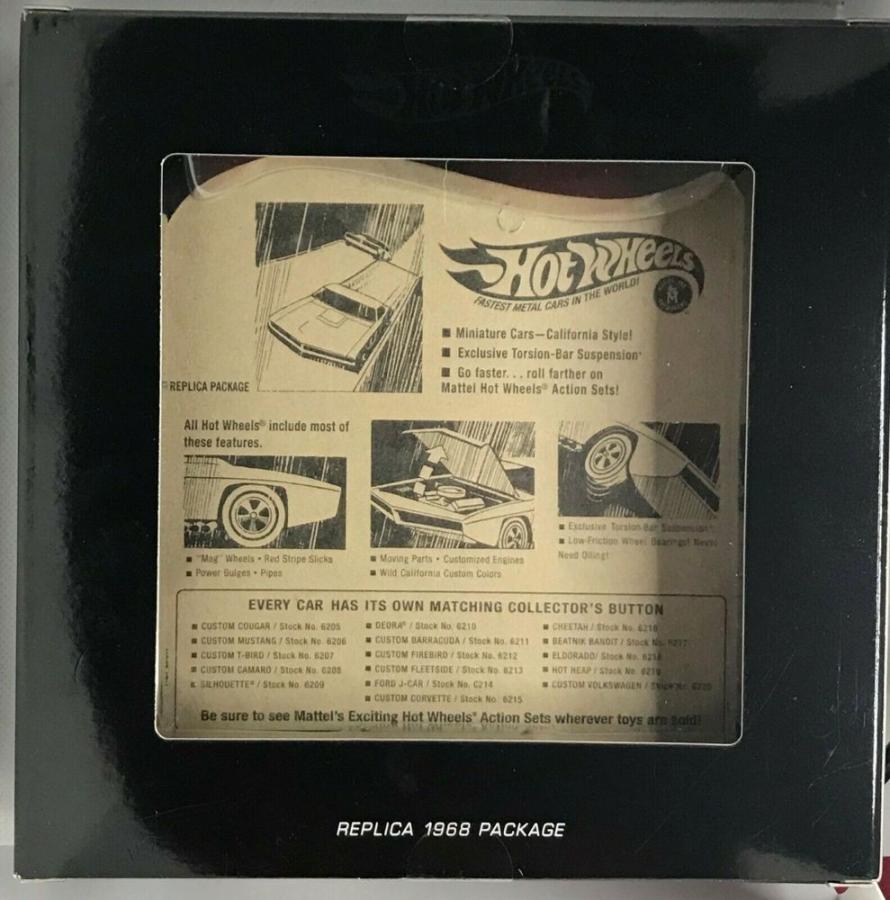 Hot Wheels
HOT WHEELS
FASTEST METAL CARS IN THE WORLD!
■ Miniature Cars—California Style!
■ Exclusive Torsion-Bar Suspension
■ Go faster... roll farther on
Mattel Hot Wheels® Action Sets!
REPLICA PACKAGE
All Hot Wheels® include most of
these features.
■ "Mag" Wheels • Red Stripe Slicks
■ Power Bulges • Pipes
■ Moving Parts • Customized Engines
■ Wild California Custom Colors
■ Exclusive Torsion-Bar Suspension
■ Low-Friction Wheel Bearings! Never
Need Oiling!
EVERY CAR HAS ITS OWN MATCHING COLLECTOR'S BUTTON
■ CUSTOM COUGAR / Stock No. 6205
■ CUSTOM MUSTANG / Stock No. 6206
■ CUSTOM T-BIRD / Stock No. 6207
■ CUSTOM CAMARO / Stock No. 6208
■ SILHOUETTE® / Stock No. 6209
■ DEORA® / Stock No. 6210
■ CUSTOM BARRACUDA / Stock No. 6211
■ CUSTOM FIREBIRD / Stock No. 6212
■ CUSTOM FLEETSIDE / Stock No. 6213
■ FORD J-CAR / Stock No. 6214
■ CUSTOM CORVETTE / Stock No. 6215
■ CHEETAH / Stock No. 6216
■ BEATNIK BANDIT / Stock No. 6217
■ ELDORADO / Stock No. 6218
■ HOT HEAP / Stock No. 6219
■ CUSTOM VOLKSWAGEN / Stock No. 6220
Be sure to see Mattel's Exciting Hot Wheels® Action Sets wherever toys are sold!
REPLICA 1968 PACKAGE